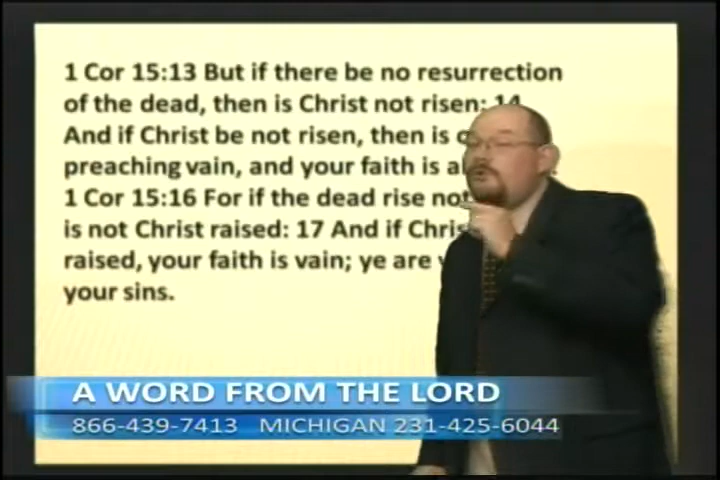 1 Cor 15:13 But if there be no resurrection
of the dead, then is Christ not risen: 14
And if Christ be not risen, then is
preaching vain, and your faith is
1 Cor 15:16 For if the dead rise not
is not Christ raised: 17 And if Chris
raised, your faith is vain; ye are
your sins.
A WORD FROM THE LORD
866-439-7413 MICHIGAN 231-425-6044